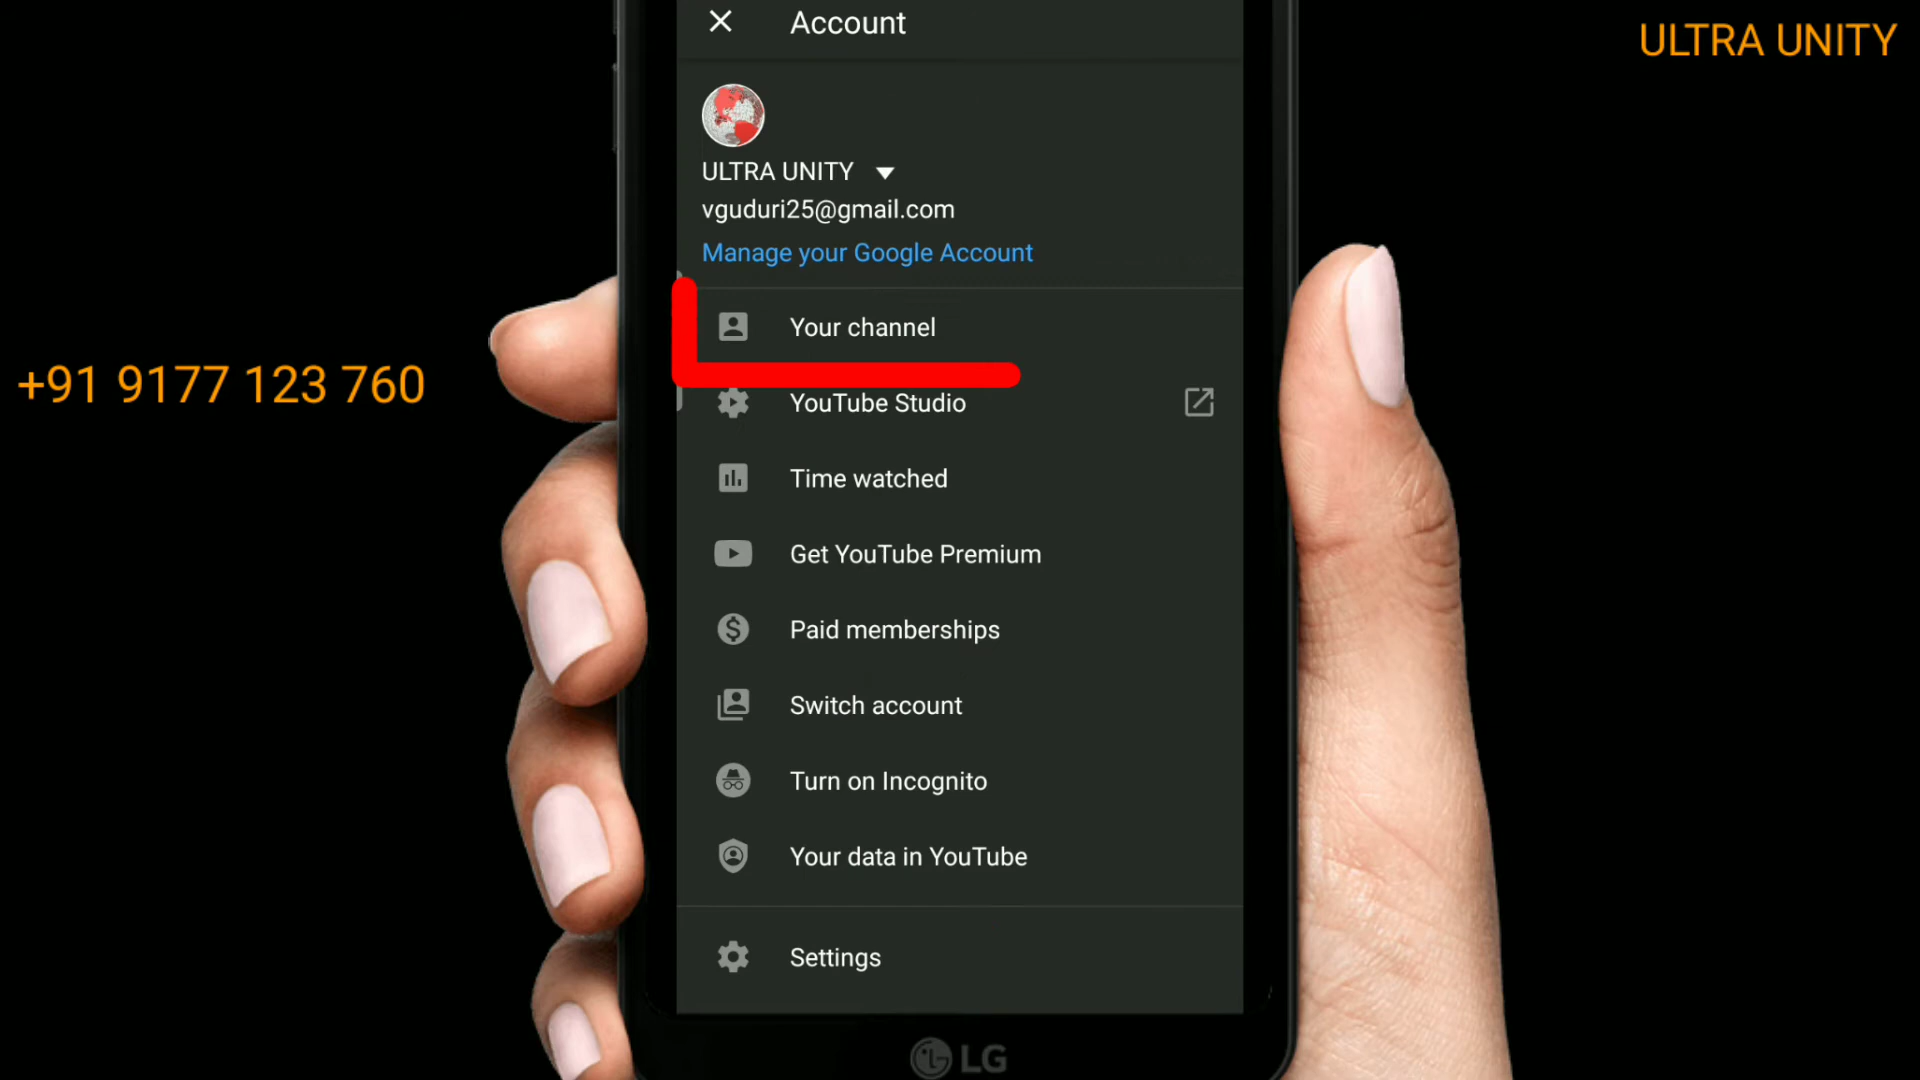 Account
ULTRA UNITY
ULTRA UNITY
vguduri25@gmail.com
Manage your Google Account
Your channel
+91 9177 123 760
YouTube Studio
Time watched
Get YouTube Premium
Paid memberships
Switch account
Turn on Incognito
Your data in YouTube
Settings
LG